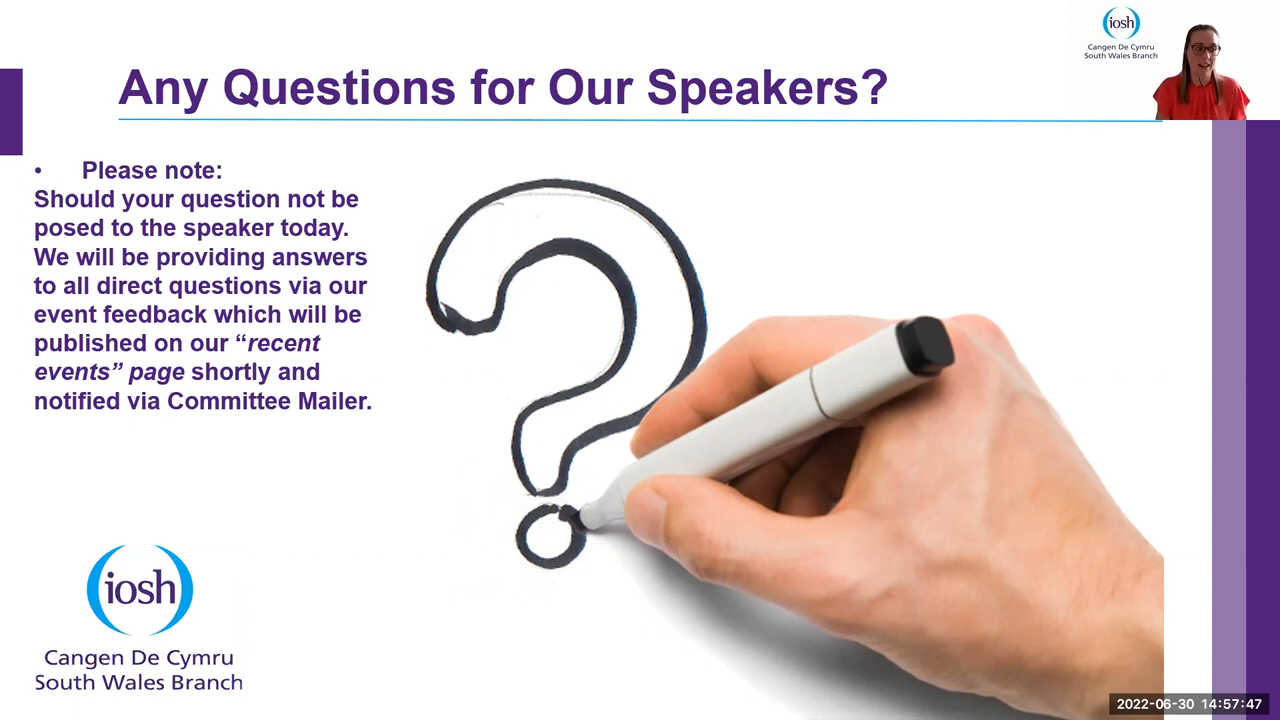 iosh
Cangen De Cymru
South Wales Branch
Any Questions for Our Speakers?
• Please note:
Should your question not be
posed to the speaker today.
We will be providing answers
to all direct questions via our
event feedback which will be
published on our “recent
events” page shortly and
notified via Committee Mailer.
iosh
Cangen De Cymru
South Wales Branch
2022-06-30 14:57:47